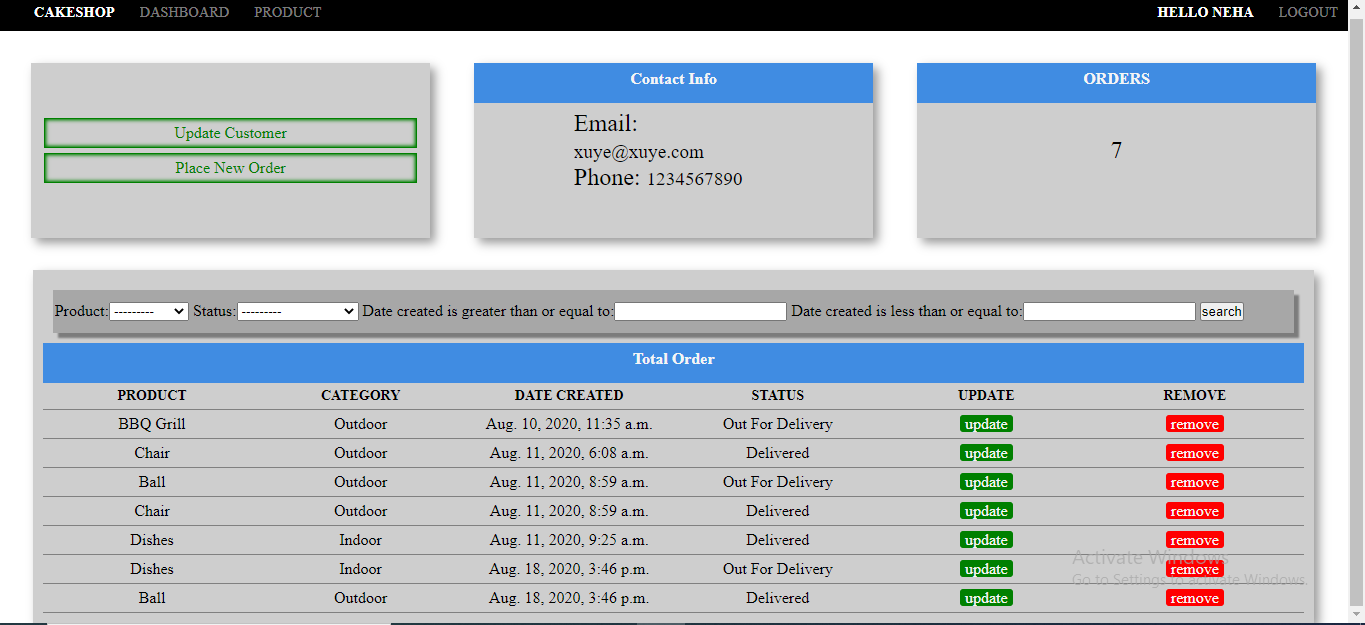 CAKESHOP DASHBOARD PRODUCT HELLO NEHA LOGOUT
Update Customer
Place New Order
Contact Info
Email:
xuye@xuye.com
Phone: 1234567890
ORDERS
7
Product: --------- Status: --------- Date created is greater than or equal to: Date created is less than or equal to: search
Total Order
PRODUCT CATEGORY DATE CREATED STATUS UPDATE REMOVE
BBQ Grill Outdoor Aug. 10, 2020, 11:35 a.m. Out For Delivery update remove
Chair Outdoor Aug. 11, 2020, 6:08 a.m. Delivered update remove
Ball Outdoor Aug. 11, 2020, 8:59 a.m. Out For Delivery update remove
Chair Outdoor Aug. 11, 2020, 8:59 a.m. Delivered update remove
Dishes Indoor Aug. 11, 2020, 9:25 a.m. Delivered update remove
Dishes Indoor Aug. 18, 2020, 3:46 p.m. Out For Delivery update remove
Ball Outdoor Aug. 18, 2020, 3:46 p.m. Delivered update remove
Activate Windows
Go to Settings to activate Windows.